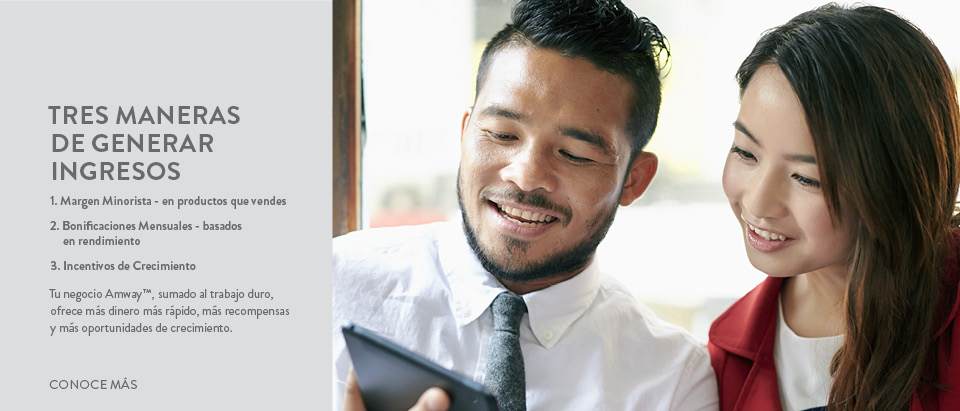 TRES MANERAS
DE GENERAR
INGRESOS
1. Margen Minorista - en productos que vendes
2. Bonificaciones Mensuales - basados
en rendimiento
3. Incentivos de Crecimiento
Tu negocio Amway™, sumado al trabajo duro,
ofrece más dinero más rápido, más recompensas
y más oportunidades de crecimiento.
CONOCE MÁS